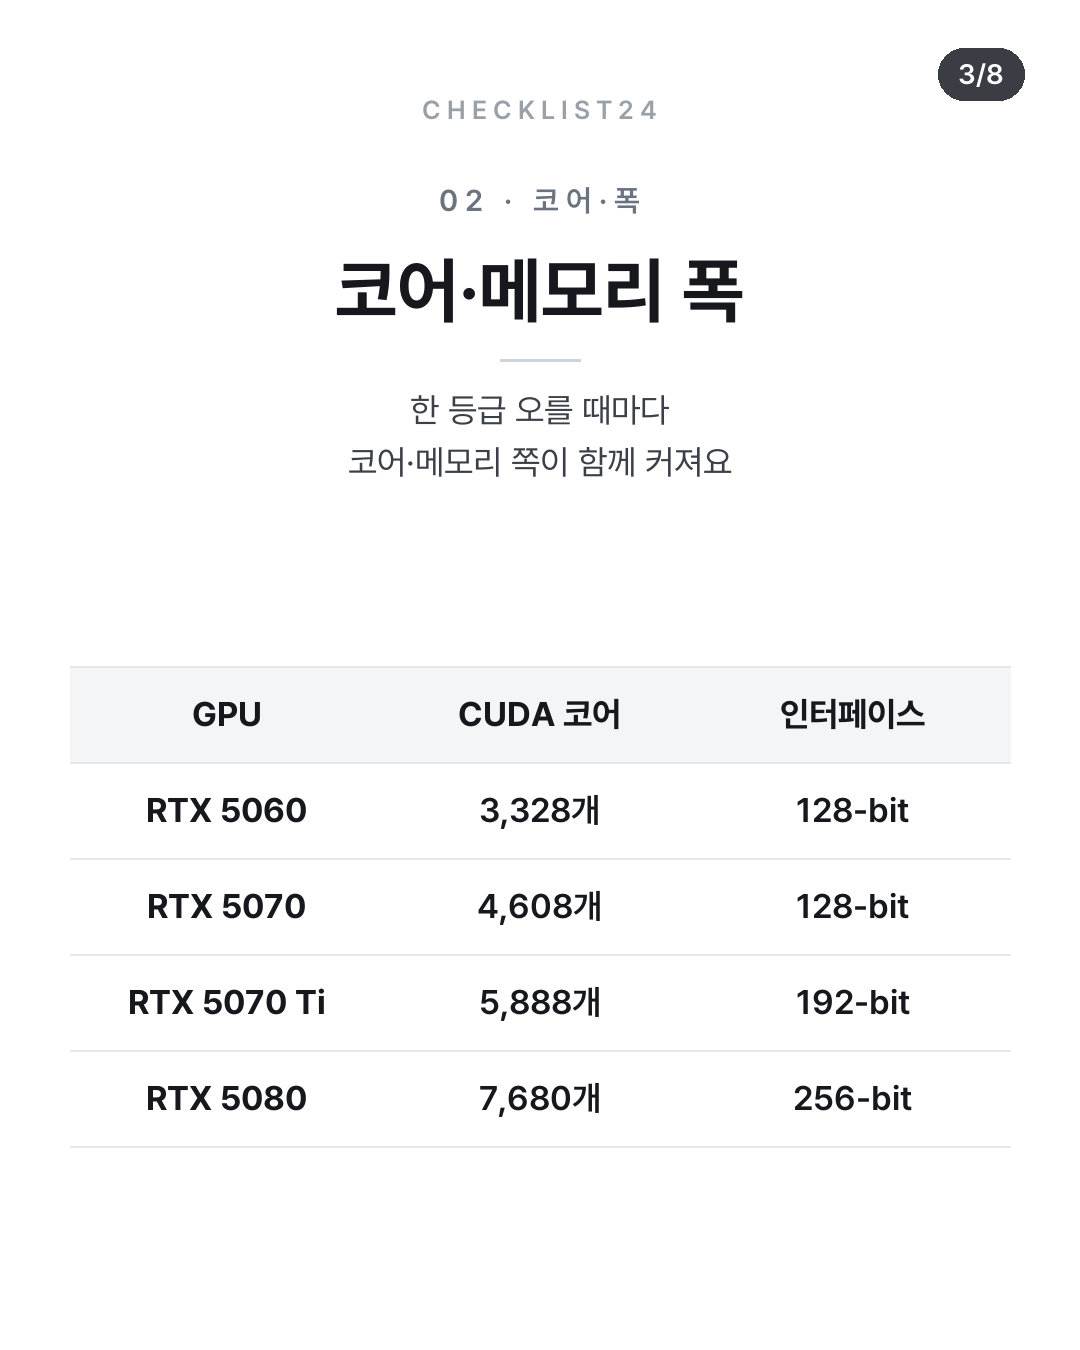 3/8
CHECKLIST24
02 · 코어·폭
코어·메모리 폭
한 등급 오를 때마다
코어·메모리 쪽이 함께 커져요
GPU CUDA 코어 인터페이스
RTX 5060 3,328개 128-bit
RTX 5070 4,608개 128-bit
RTX 5070 Ti 5,888개 192-bit
RTX 5080 7,680개 256-bit